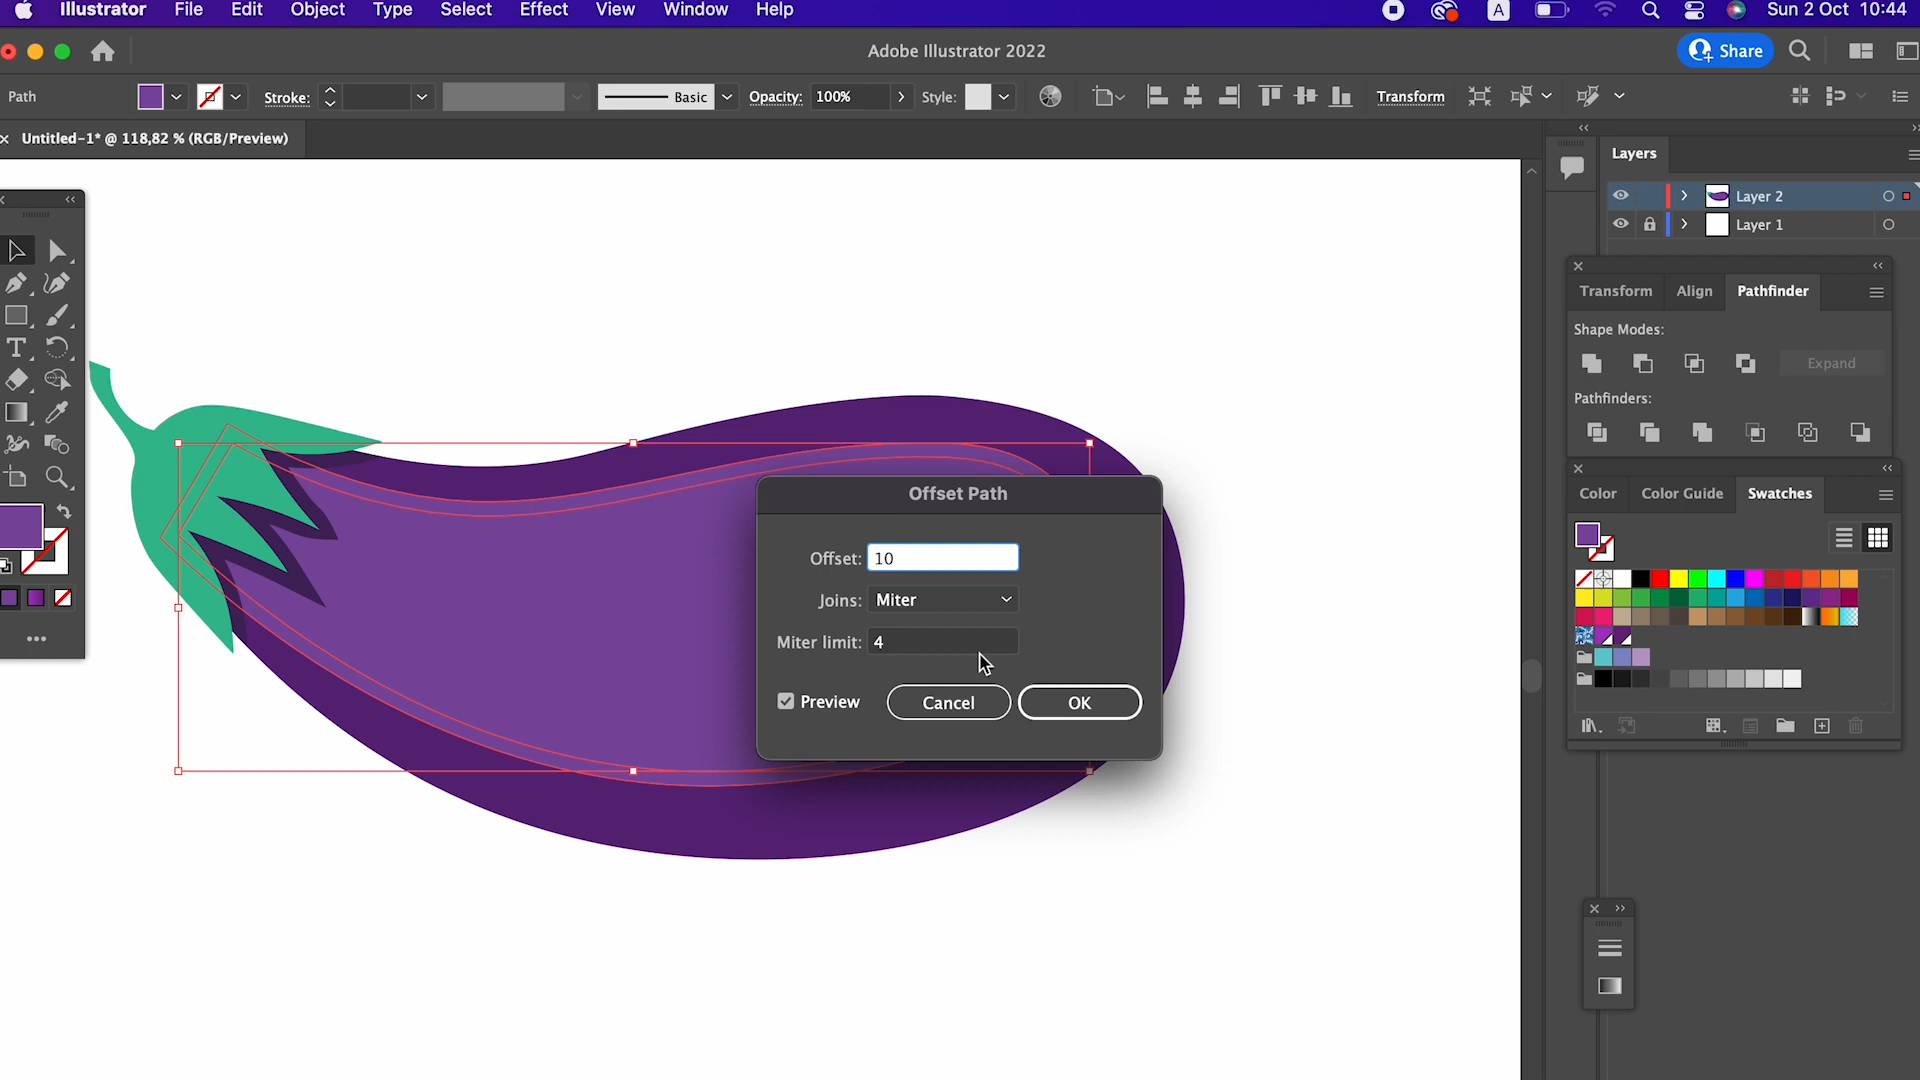 Illustrator File Edit Object Type Select Effect View Window Help A Sun 2 Oct 10:44
Adobe Illustrator 2022 Share
Path Stroke: Basic Opacity: 100% Style: Transform
× Untitled-1* @ 118,82 % (RGB/Preview)
Layers
Layer 2
Layer 1
Transform Align Pathfinder
Shape Modes:
Expand
Pathfinders:
Color Color Guide Swatches
Offset Path
Offset: 10
Joins: Miter
Miter limit: 4
Preview Cancel OK